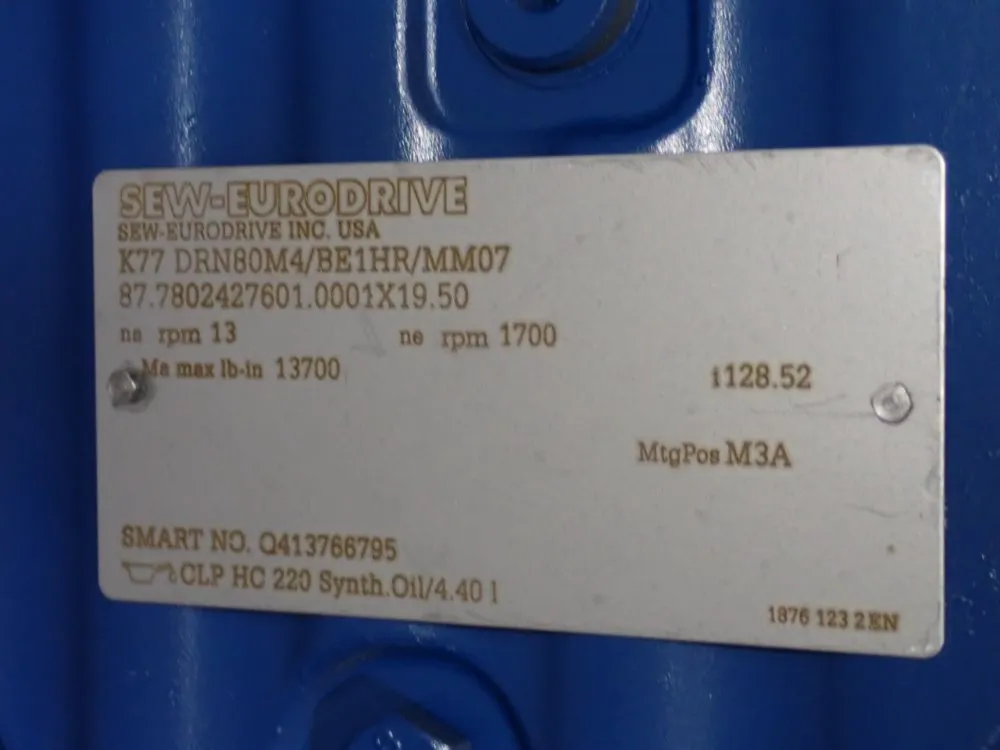 SEW-EURODRIVE
SEW-EURODRIVE INC. USA
K77 DRN80M4/BE1HR/MM07
87.7802427601.0001X19.50
na rpm 13 ne rpm 1700
Ma max lb-in 13700
i128.52
MtgPos M3A
SMART NO. Q413766795
CLP HC 220 Synth.Oil/4.40 l
1876 123 2EN